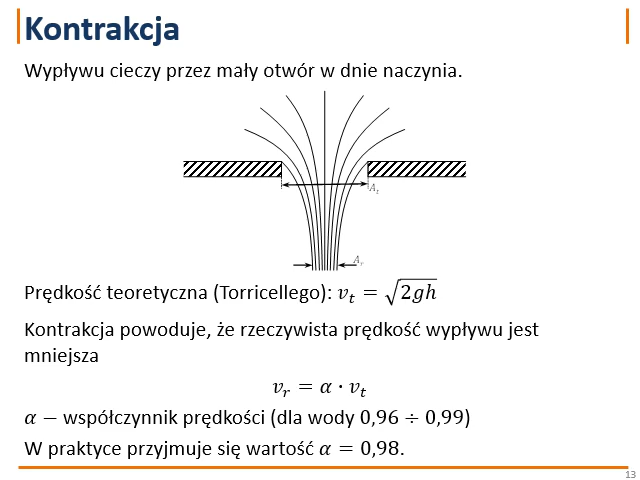 Kontrakcja
Wypływu cieczy przez mały otwór w dnie naczynia.
A_t
A_r
Prędkość teoretyczna (Torricellego): v_t = √2gh
Kontrakcja powoduje, że rzeczywista prędkość wypływu jest
mniejsza
v_r = α · v_t
α − współczynnik prędkości (dla wody 0,96 ÷ 0,99)
W praktyce przyjmuje się wartość α = 0,98.
13